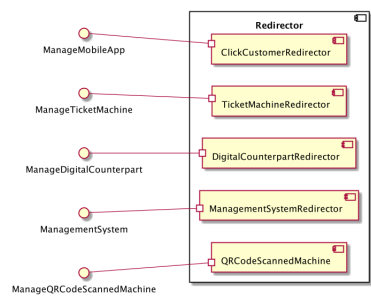 Redirector
ManageMobileApp
ClickCustomerRedirector
ManageTicketMachine
TicketMachineRedirector
ManageDigitalCounterpart
DigitalCounterpartRedirector
ManagementSystem
ManagementSystemRedirector
ManageQRCodeScannedMachine
QRCodeScannedMachine